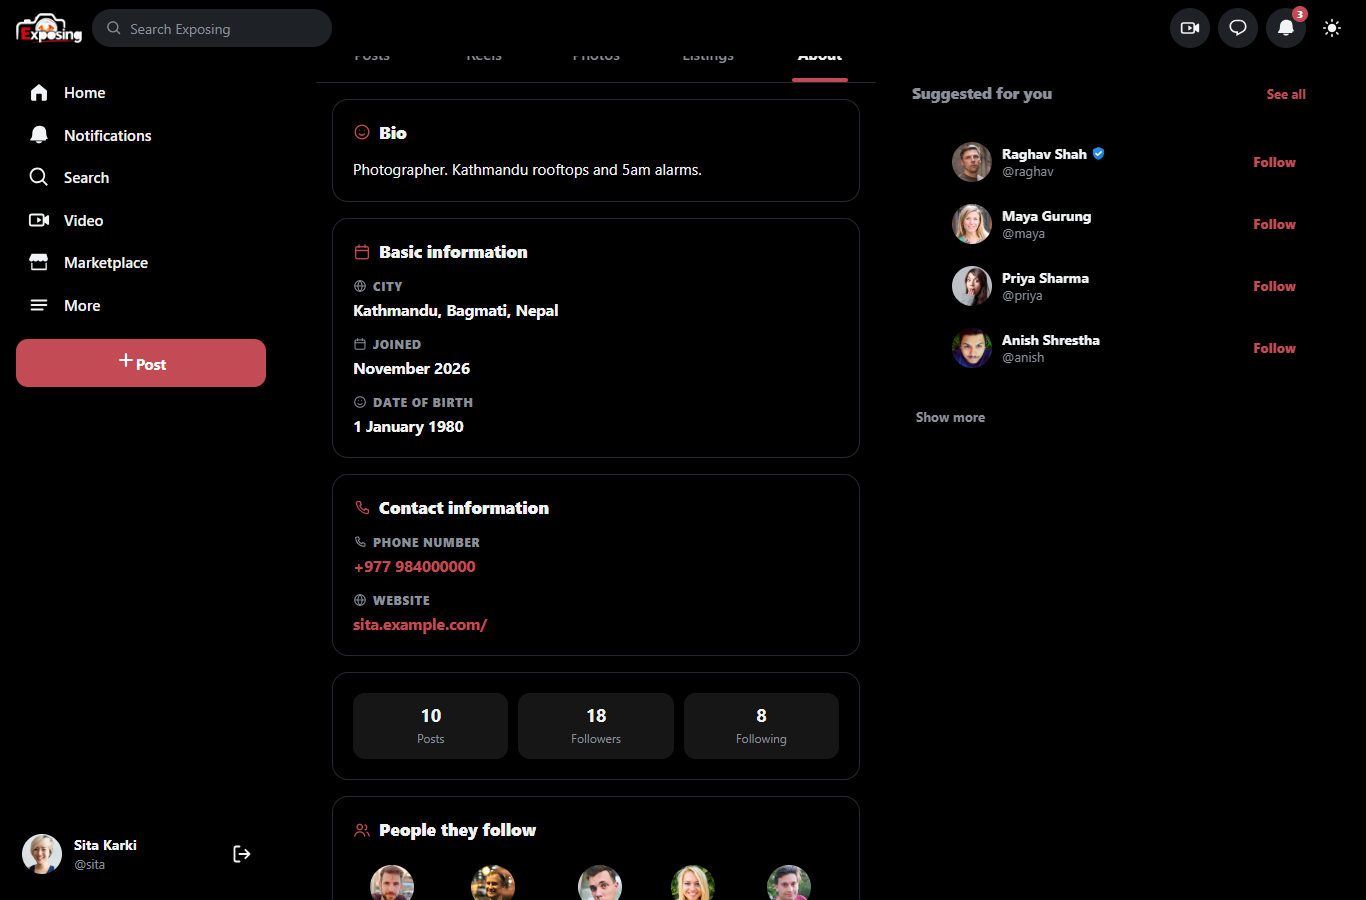 Exposing
Search Exposing
3
Home
Notifications
Search
Video
Marketplace
More
Post
Posts
Reels
Photos
Listings
About
Bio
Photographer. Kathmandu rooftops and 5am alarms.
Basic information
CITY
Kathmandu, Bagmati, Nepal
JOINED
November 2026
DATE OF BIRTH
1 January 1980
Contact information
PHONE NUMBER
+977 984000000
WEBSITE
sita.example.com/
10
Posts
18
Followers
8
Following
People they follow
Suggested for you
See all
Raghav Shah
@raghav
Follow
Maya Gurung
@maya
Follow
Priya Sharma
@priya
Follow
Anish Shrestha
@anish
Follow
Show more
Sita Karki
@sita